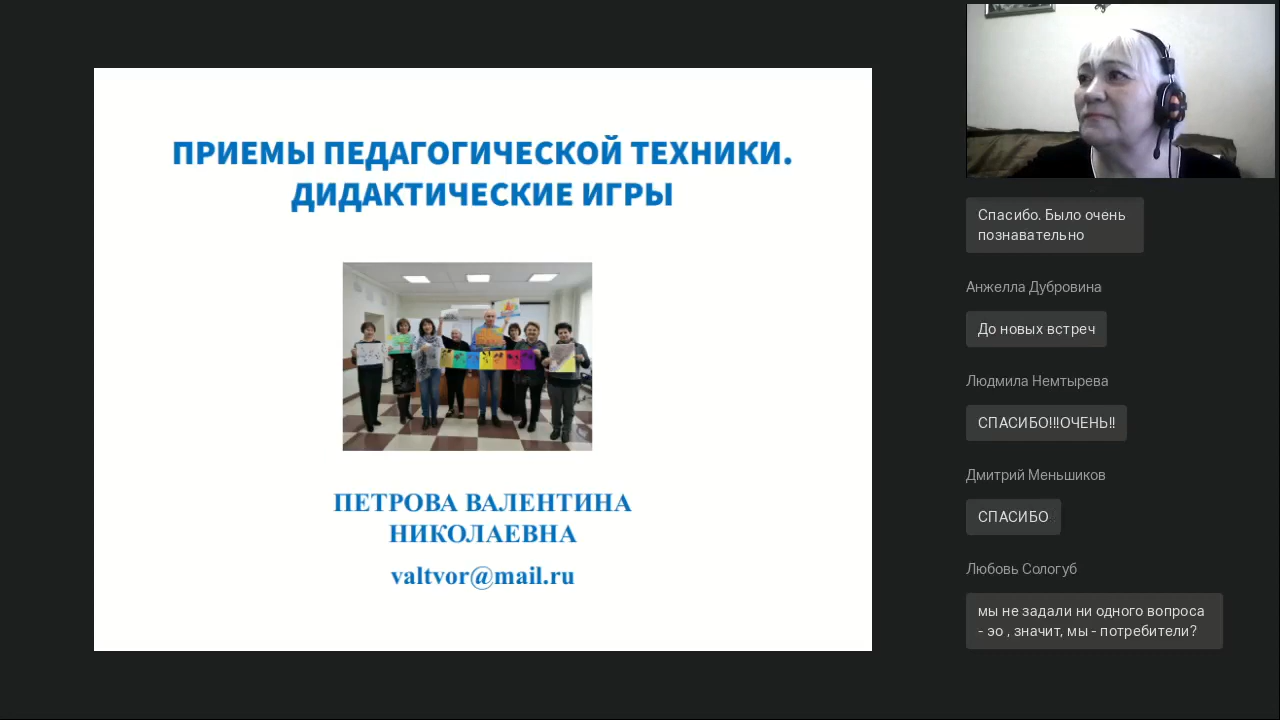 ПРИЕМЫ ПЕДАГОГИЧЕСКОЙ ТЕХНИКИ.
ДИДАКТИЧЕСКИЕ ИГРЫ
ПЕТРОВА ВАЛЕНТИНА
НИКОЛАЕВНА
valtvor@mail.ru
Спасибо. Было очень
познавательно
Анжелла Дубровина
До новых встреч
Людмила Немтырева
СПАСИБО!!!ОЧЕНЬ!!
Дмитрий Меньшиков
СПАСИБО
Любовь Сологуб
мы не задали ни одного вопроса
- эо , значит, мы - потребители?